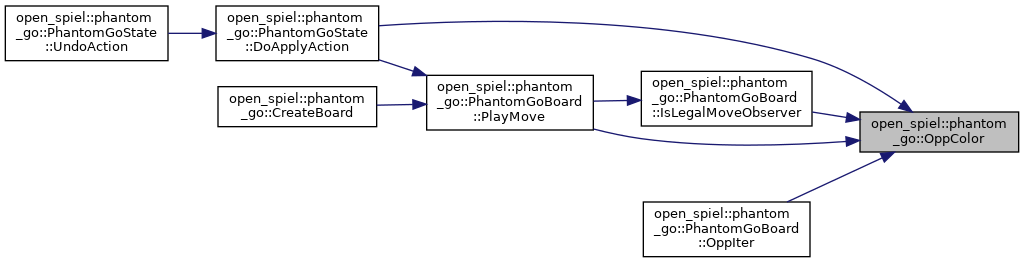 open_spiel::phantom
_go::PhantomGoState
::UndoAction
open_spiel::phantom
_go::PhantomGoState
::DoApplyAction
open_spiel::phantom
_go::CreateBoard
open_spiel::phantom
_go::PhantomGoBoard
::PlayMove
open_spiel::phantom
_go::PhantomGoBoard
::IsLegalMoveObserver
open_spiel::phantom
_go::OppColor
open_spiel::phantom
_go::PhantomGoBoard
::OppIter